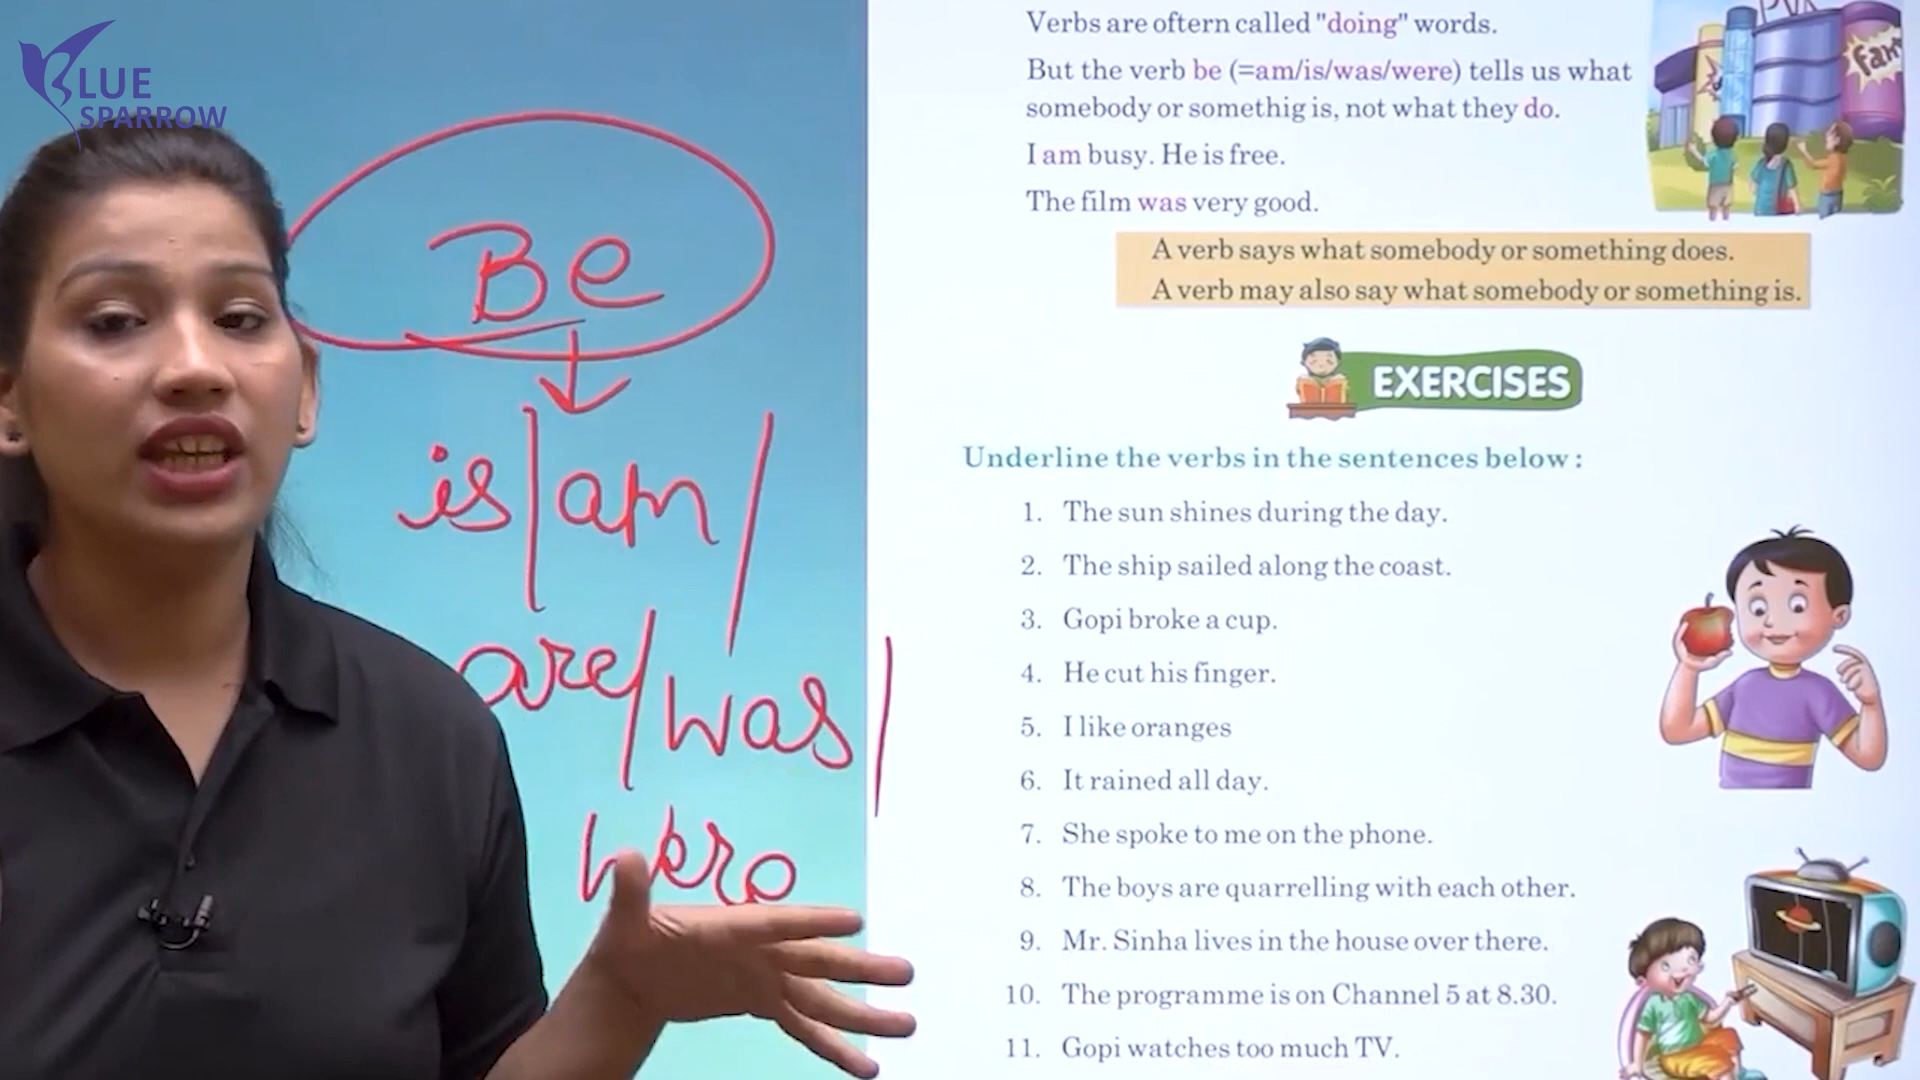 BLUE
SPARROW
Be
is/am/
are/was/
were
Verbs are oftern called "doing" words.
But the verb be (=am/is/was/were) tells us what
somebody or somethig is, not what they do.
I am busy. He is free.
The film was very good.
A verb says what somebody or something does.
A verb may also say what somebody or something is.
EXERCISES
Underline the verbs in the sentences below :
1. The sun shines during the day.
2. The ship sailed along the coast.
3. Gopi broke a cup.
4. He cut his finger.
5. I like oranges
6. It rained all day.
7. She spoke to me on the phone.
8. The boys are quarrelling with each other.
9. Mr. Sinha lives in the house over there.
10. The programme is on Channel 5 at 8.30.
11. Gopi watches too much TV.